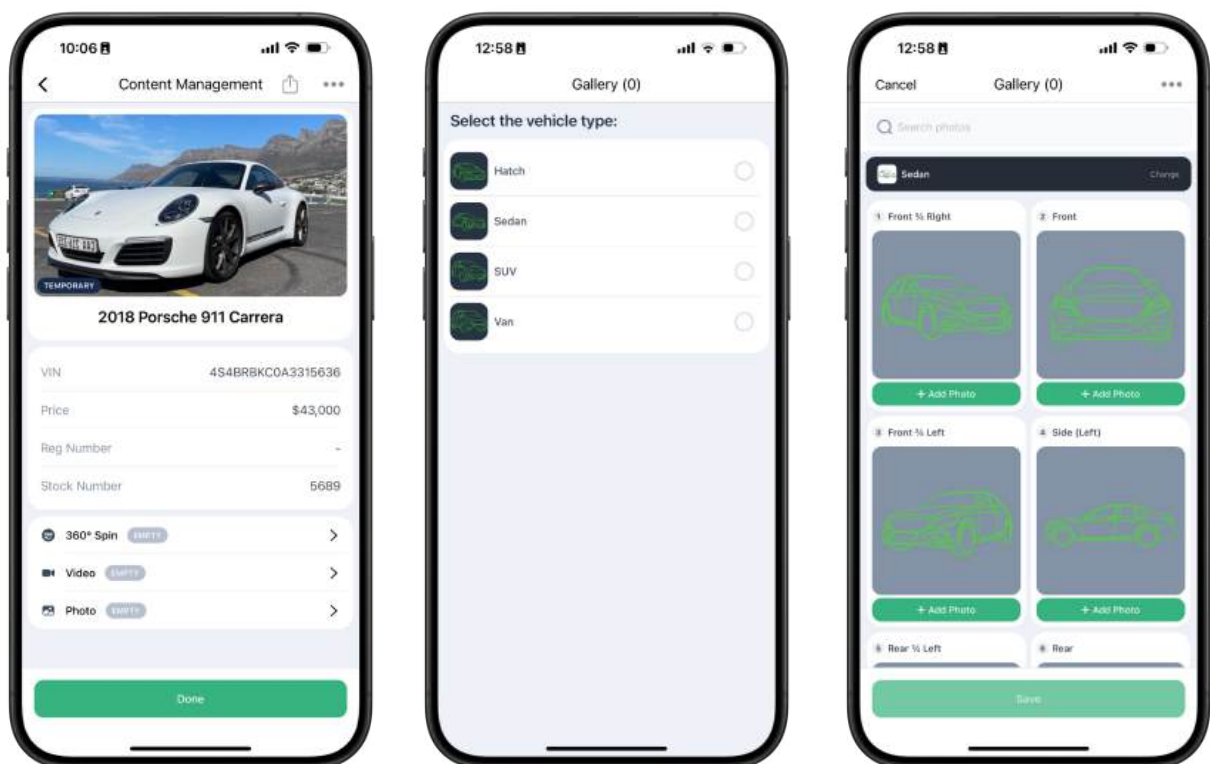 10:06
Content Management
TEMPORARY
2018 Porsche 911 Carrera
VIN 4S4BRBKC0A3315636
Price $43,000
Reg Number -
Stock Number 5689
360° Spin EMPTY
Video EMPTY
Photo EMPTY
Done
12:58
Gallery (0)
Select the vehicle type:
Hatch
Sedan
SUV
Van
12:58
Cancel Gallery (0)
Search photos
Sedan Change
1 Front ¾ Right
2 Front
+ Add Photo
+ Add Photo
3 Front ¾ Left
4 Side (Left)
+ Add Photo
+ Add Photo
5 Rear ¾ Left
6 Rear
Save